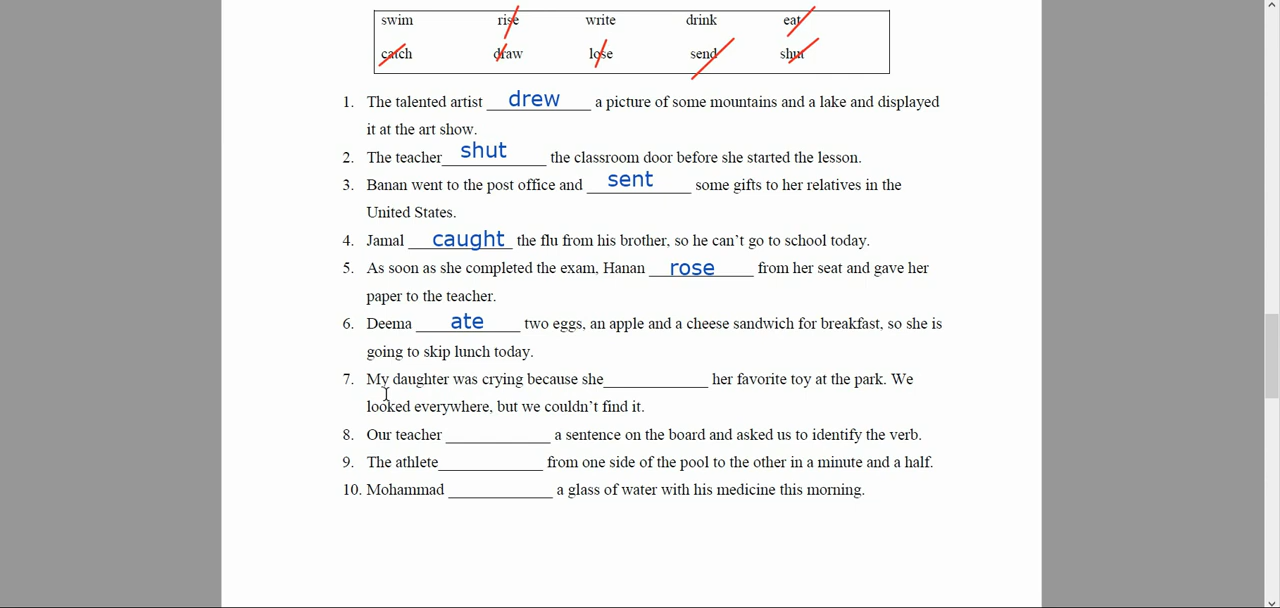 swim rise write drink eat
catch draw lose send shut
1. The talented artist drew a picture of some mountains and a lake and displayed
it at the art show.
2. The teacher shut the classroom door before she started the lesson.
3. Banan went to the post office and sent some gifts to her relatives in the
United States.
4. Jamal caught the flu from his brother, so he can't go to school today.
5. As soon as she completed the exam, Hanan rose from her seat and gave her
paper to the teacher.
6. Deema ate two eggs, an apple and a cheese sandwich for breakfast, so she is
going to skip lunch today.
7. My daughter was crying because she____________ her favorite toy at the park. We
looked everywhere, but we couldn't find it.
8. Our teacher ____________ a sentence on the board and asked us to identify the verb.
9. The athlete____________ from one side of the pool to the other in a minute and a half.
10. Mohammad ____________ a glass of water with his medicine this morning.